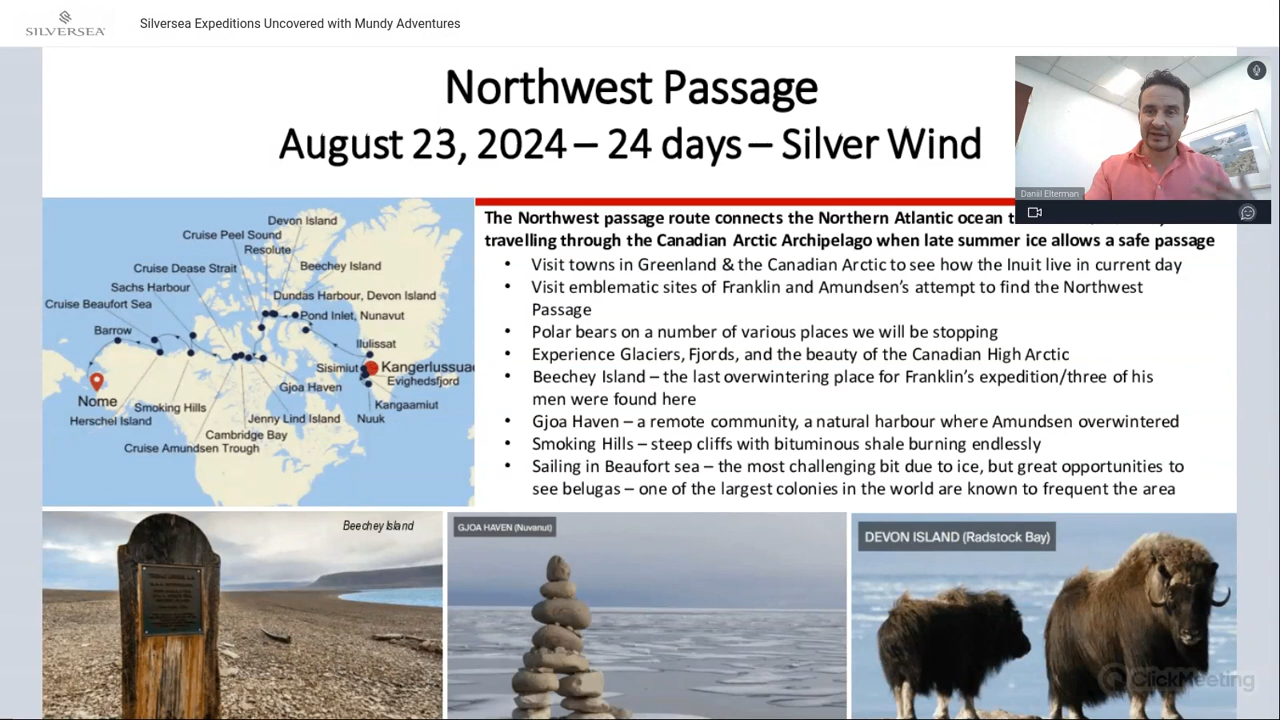 SILVERSEA
Silversea Expeditions Uncovered with Mundy Adventures
Northwest Passage
August 23, 2024 – 24 days – Silver Wind
Daniil Elterman
Devon Island
Cruise Peel Sound
Resolute
Cruise Dease Strait
Beechey Island
Sachs Harbour
Dundas Harbour, Devon Island
Cruise Beaufort Sea
Pond Inlet, Nunavut
Barrow
Ilulissat
Sisimiut
Kangerlussua
Gjoa Haven
Evighedsfjord
Nome
Smoking Hills
Kangaamiut
Herschel Island
Jenny Lind Island
Nuuk
Cambridge Bay
Cruise Amundsen Trough
The Northwest passage route connects the Northern Atlantic ocean
travelling through the Canadian Arctic Archipelago when late summer ice allows a safe passage
• Visit towns in Greenland & the Canadian Arctic to see how the Inuit live in current day
• Visit emblematic sites of Franklin and Amundsen's attempt to find the Northwest
Passage
• Polar bears on a number of various places we will be stopping
• Experience Glaciers, Fjords, and the beauty of the Canadian High Arctic
• Beechey Island – the last overwintering place for Franklin's expedition/three of his
men were found here
• Gjoa Haven – a remote community, a natural harbour where Amundsen overwintered
• Smoking Hills – steep cliffs with bituminous shale burning endlessly
• Sailing in Beaufort sea – the most challenging bit due to ice, but great opportunities to
see belugas – one of the largest colonies in the world are known to frequent the area
Beechey Island
GJOA HAVEN (Nuvanut)
DEVON ISLAND (Radstock Bay)
ClickMeeting